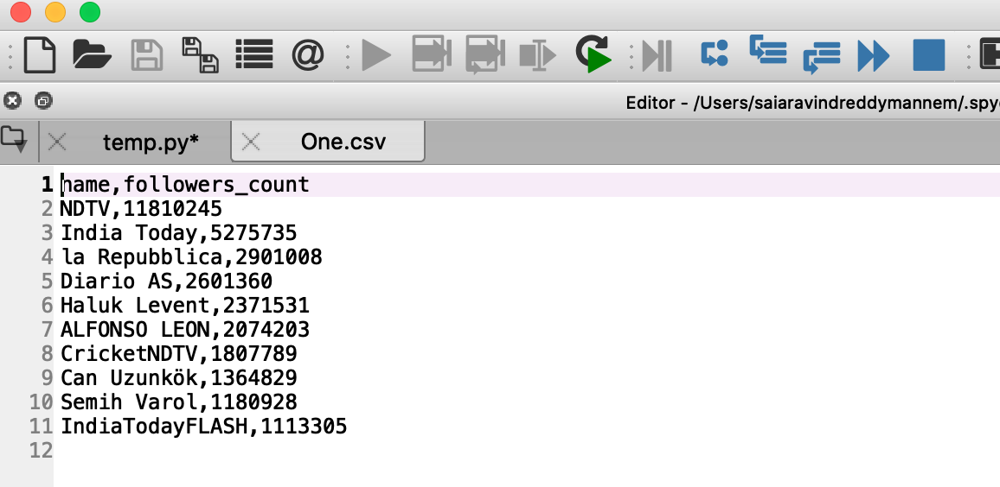 Editor - /Users/saiaravindreddymannem/.spy
temp.py*
One.csv
1 name,followers_count
2 NDTV,11810245
3 India Today,5275735
4 la Repubblica,2901008
5 Diario AS,2601360
6 Haluk Levent,2371531
7 ALFONSO LEON,2074203
8 CricketNDTV,1807789
9 Can Uzunkök,1364829
10 Semih Varol,1180928
11 IndiaTodayFLASH,1113305
12